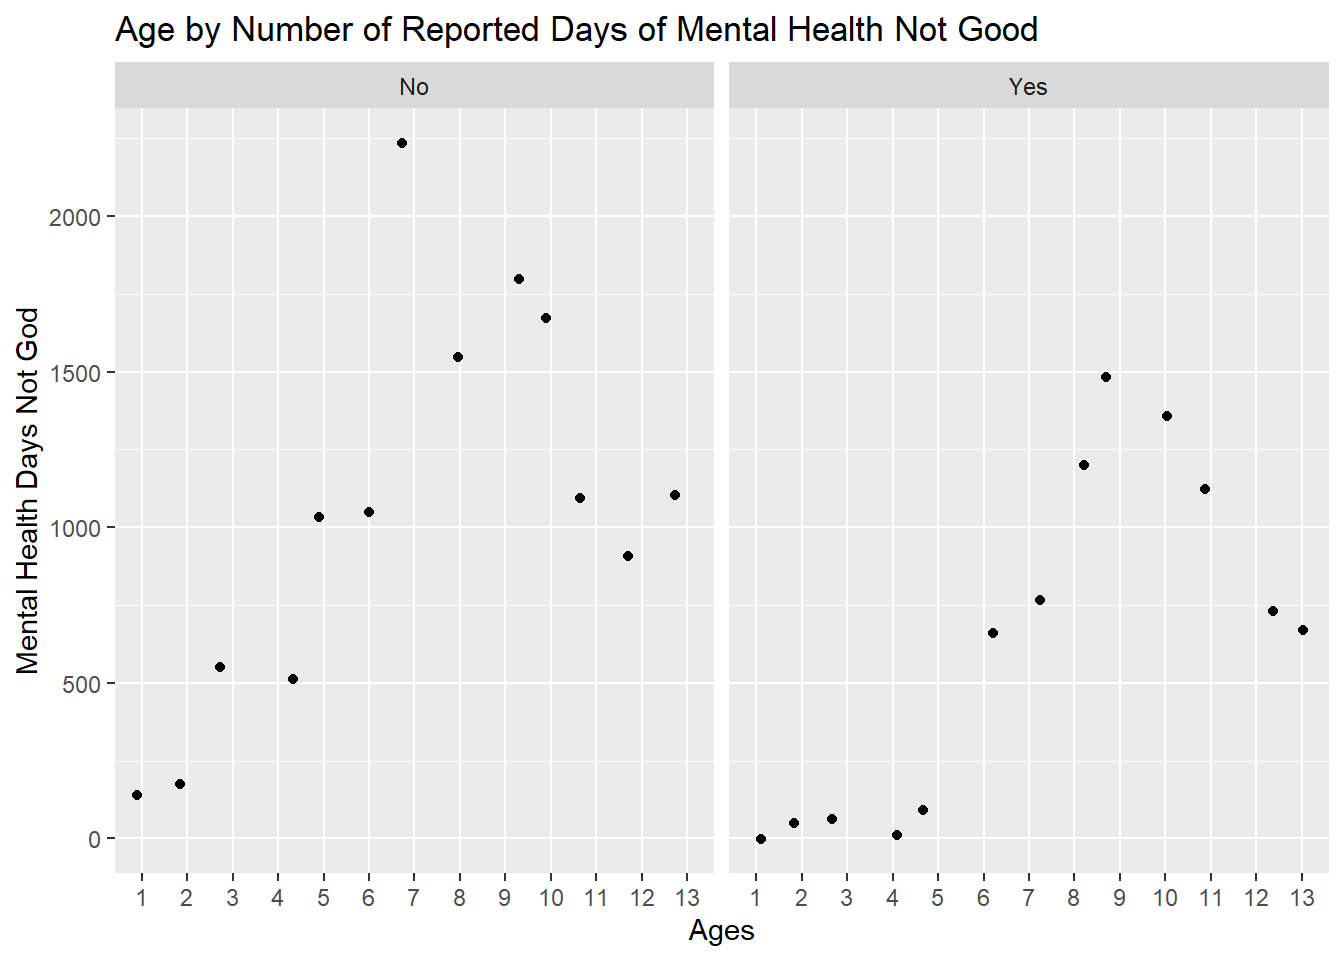 Age by Number of Reported Days of Mental Health Not Good
No Yes
Mental Health Days Not God
2000
1500
1000
500
0
1 2 3 4 5 6 7 8 9 10 11 12 13 1 2 3 4 5 6 7 8 9 10 11 12 13
Ages